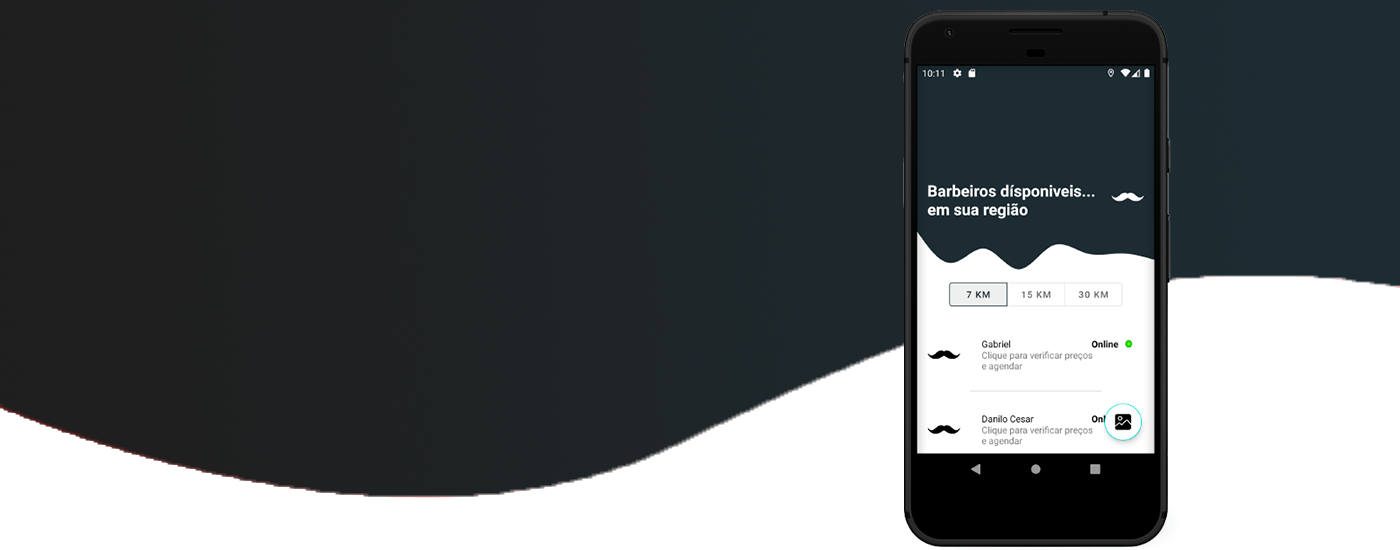 10:11
Barbeiros dísponiveis...
em sua região
7 KM 15 KM 30 KM
Gabriel Online
Clique para verificar preços
e agendar
Danilo Cesar Onl
Clique para verificar preços
e agendar